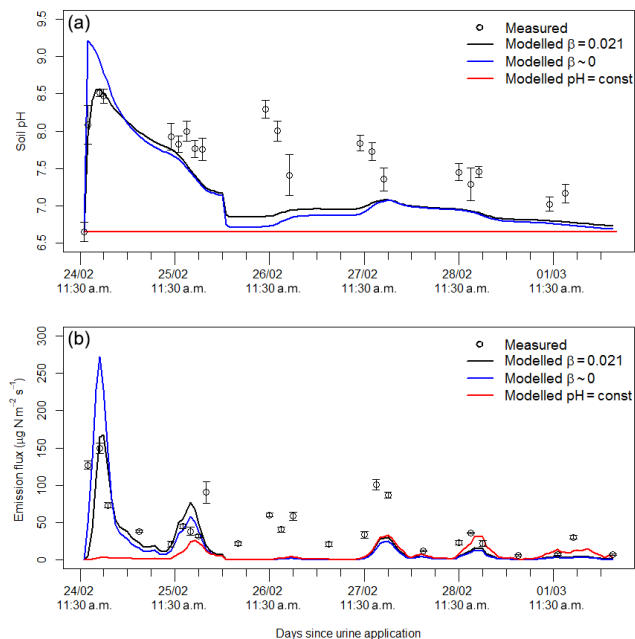 (a)
Measured
Modelled β = 0.021
Modelled β ~ 0
Modelled pH = const
Soil pH
9.5
9.0
8.5
8.0
7.5
7.0
6.5
24/02 25/02 26/02 27/02 28/02 01/03
11:30 a.m. 11:30 a.m. 11:30 a.m. 11:30 a.m. 11:30 a.m. 11:30 a.m.
(b)
Measured
Modelled β = 0.021
Modelled β ~ 0
Modelled pH = const
Emission flux (µg N m⁻² s⁻¹)
300
250
200
150
100
50
0
24/02 25/02 26/02 27/02 28/02 01/03
11:30 a.m. 11:30 a.m. 11:30 a.m. 11:30 a.m. 11:30 a.m. 11:30 a.m.
Days since urine application